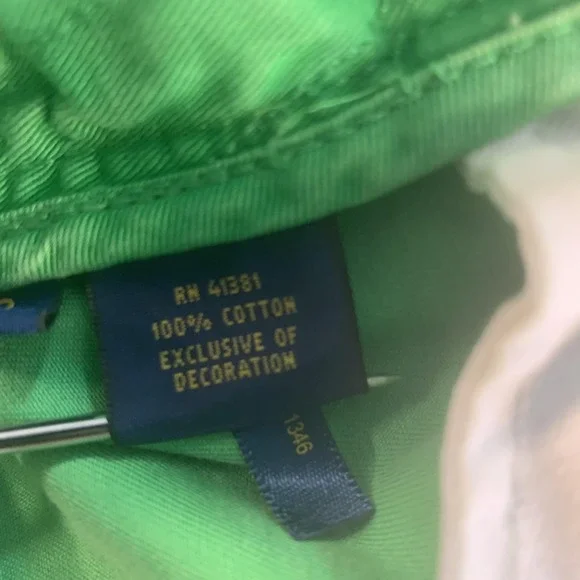 RN 41381
100% COTTON
EXCLUSIVE OF
DECORATION
1346